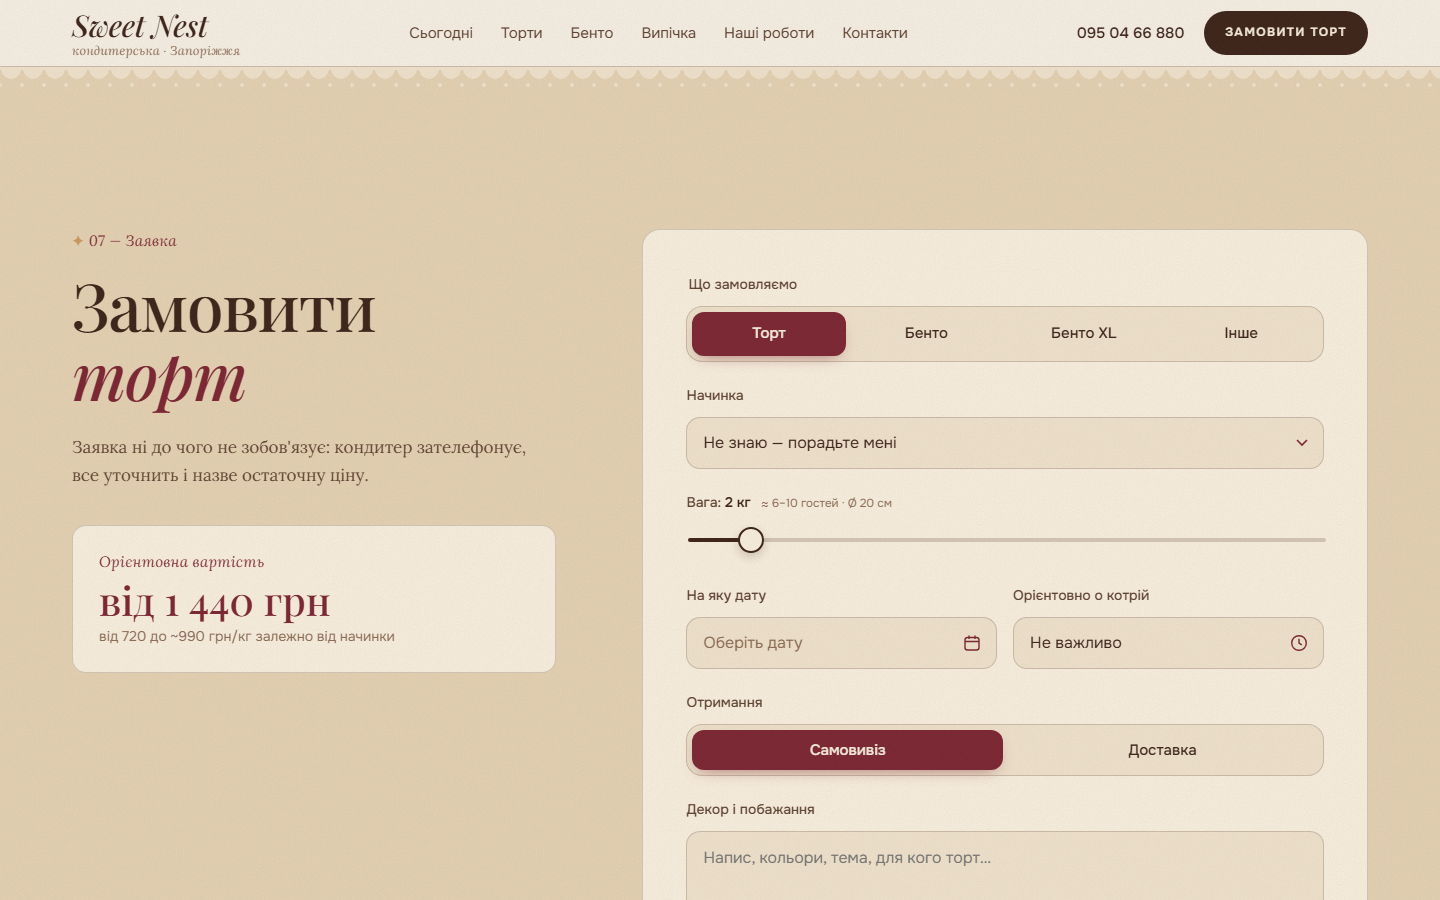 Sweet Nest
кондитерська · Запоріжжя
Сьогодні
Торти
Бенто
Випічка
Наші роботи
Контакти
095 04 66 880
ЗАМОВИТИ ТОРТ
✦ 07 — Заявка
Замовити
торт
Заявка ні до чого не зобов'язує: кондитер зателефонує,
все уточнить і назве остаточну ціну.
Орієнтовна вартість
від 1 440 грн
від 720 до ~990 грн/кг залежно від начинки
Що замовляємо
Торт
Бенто
Бенто XL
Інше
Начинка
Не знаю — порадьте мені
Вага: 2 кг ≈ 6–10 гостей · Ø 20 см
На яку дату
Орієнтовно о котрій
Оберіть дату
Не важливо
Отримання
Самовивіз
Доставка
Декор і побажання
Напис, кольори, тема, для кого торт…